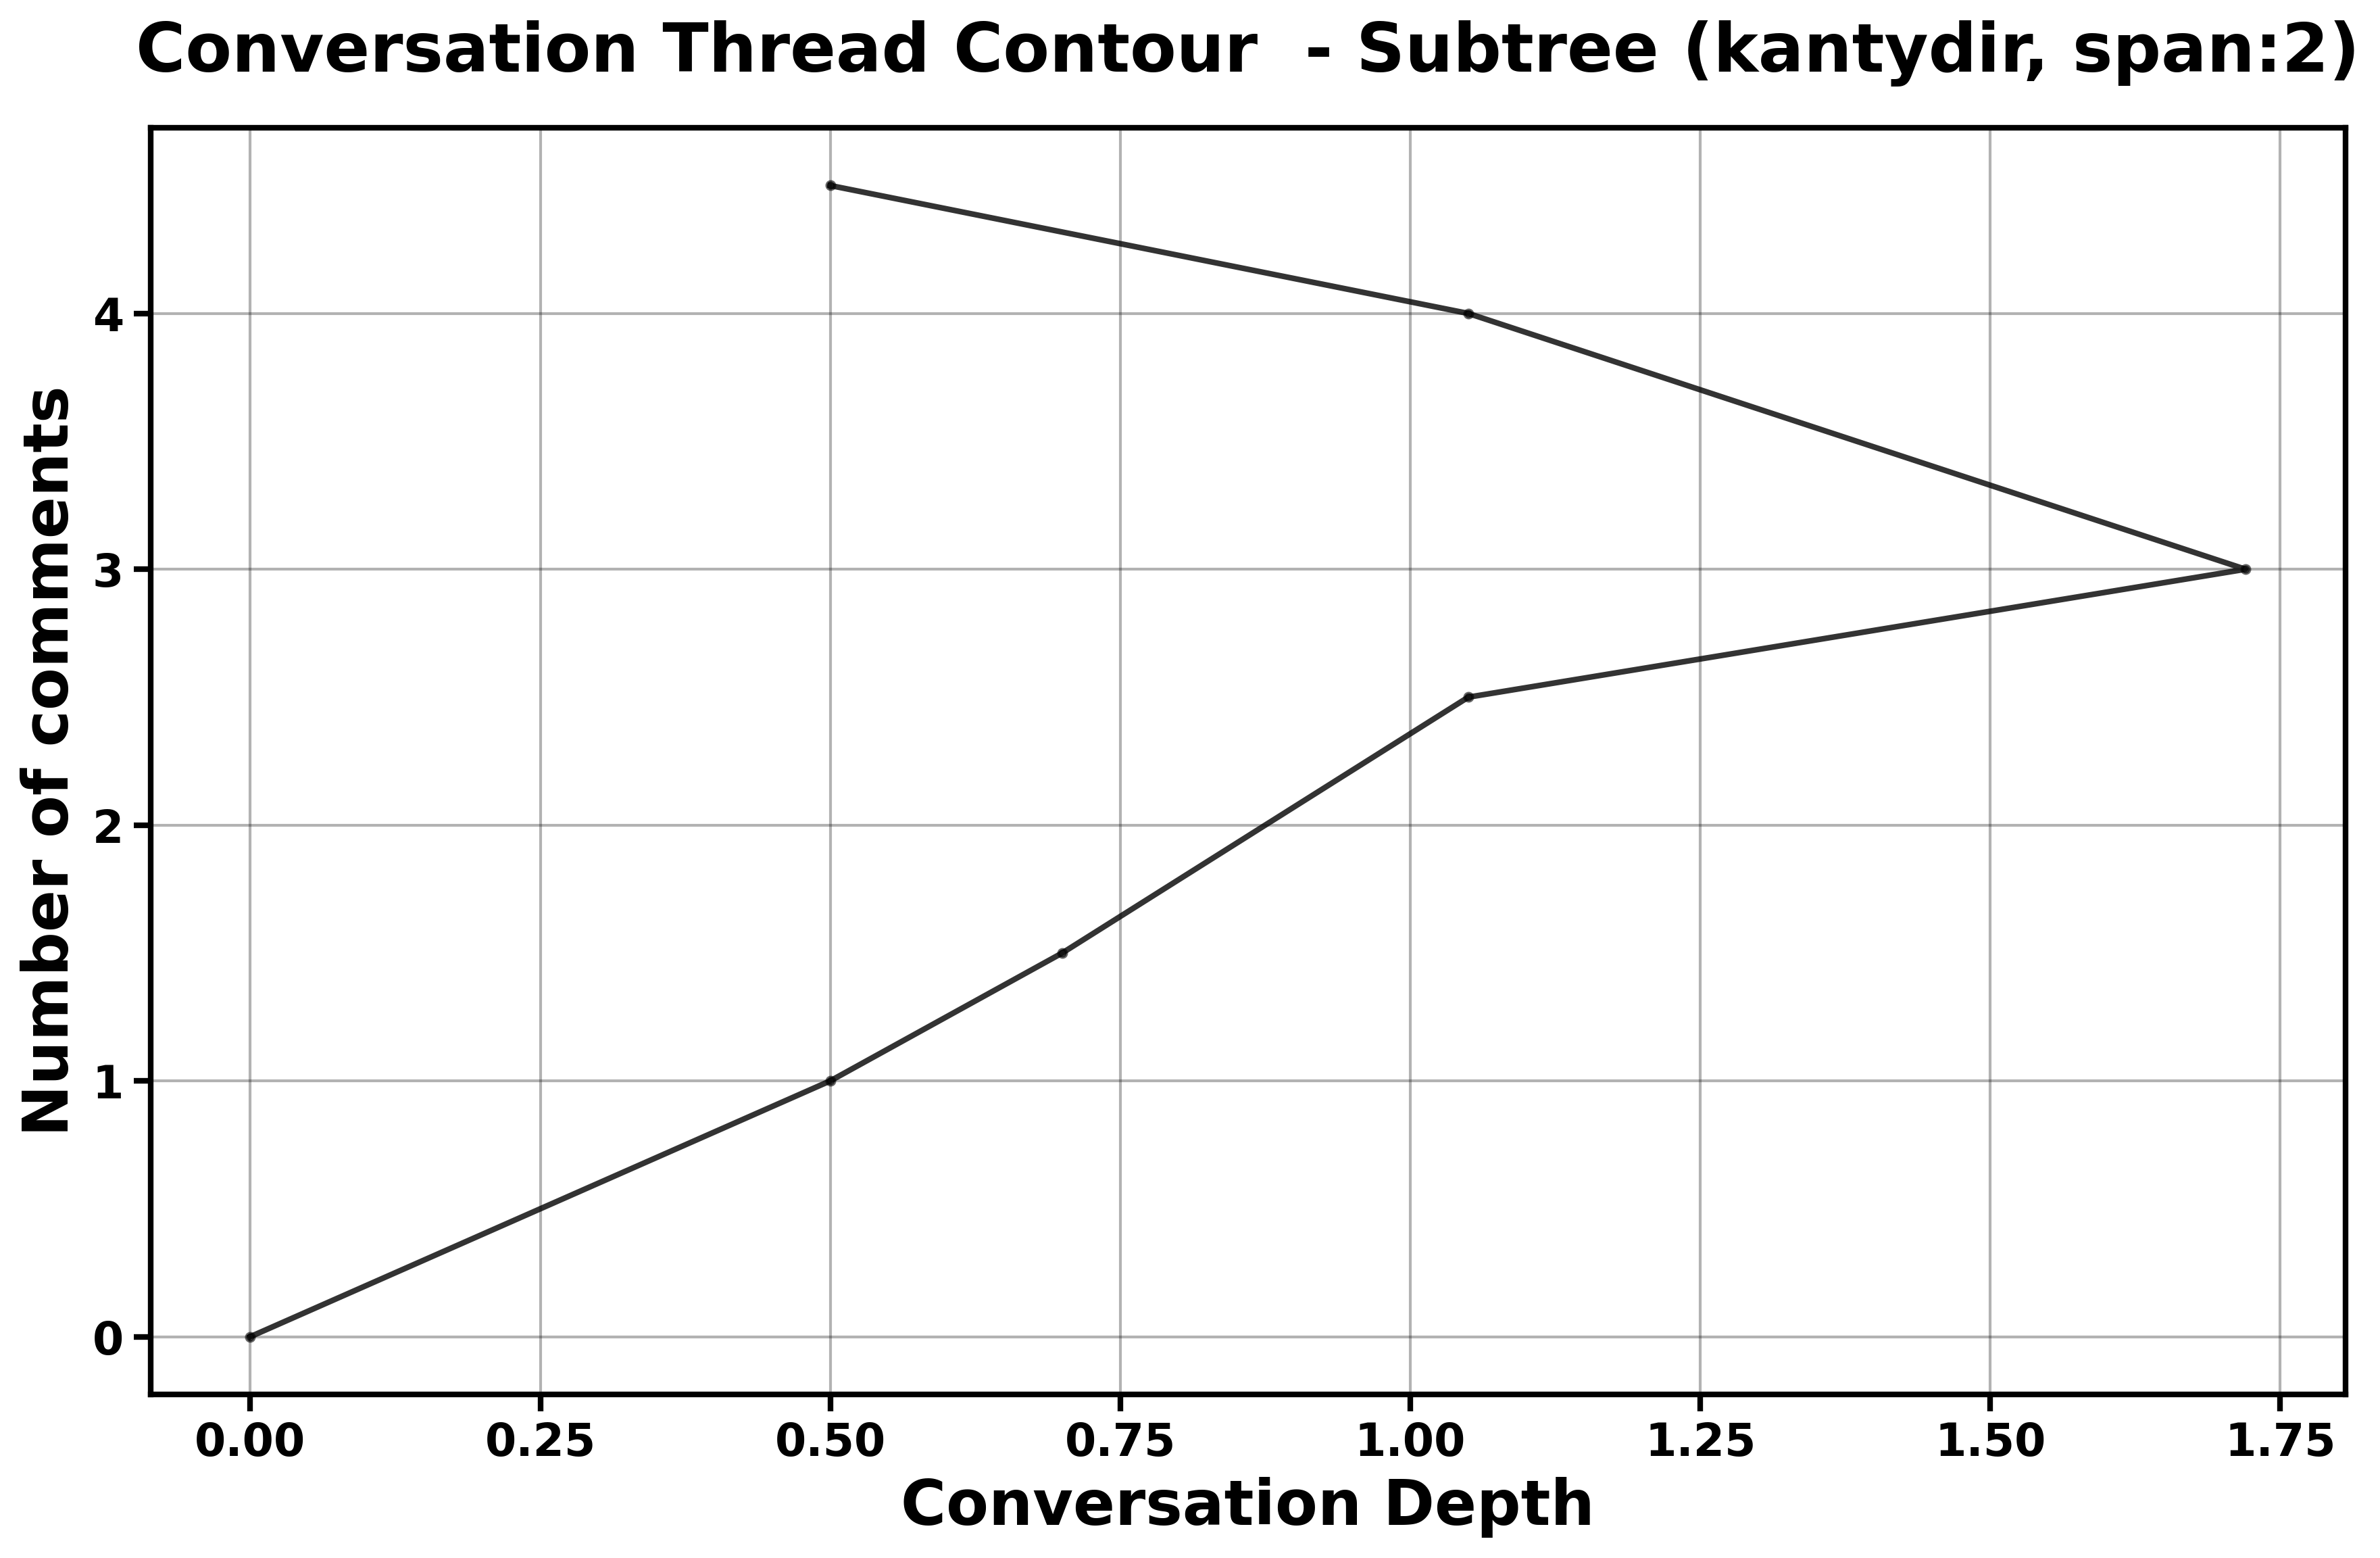 Conversation Thread Contour  - Subtree (kantydir, span:2)
Number of comments
4
3
2
1
0
0.00 0.25 0.50 0.75 1.00 1.25 1.50 1.75
Conversation Depth